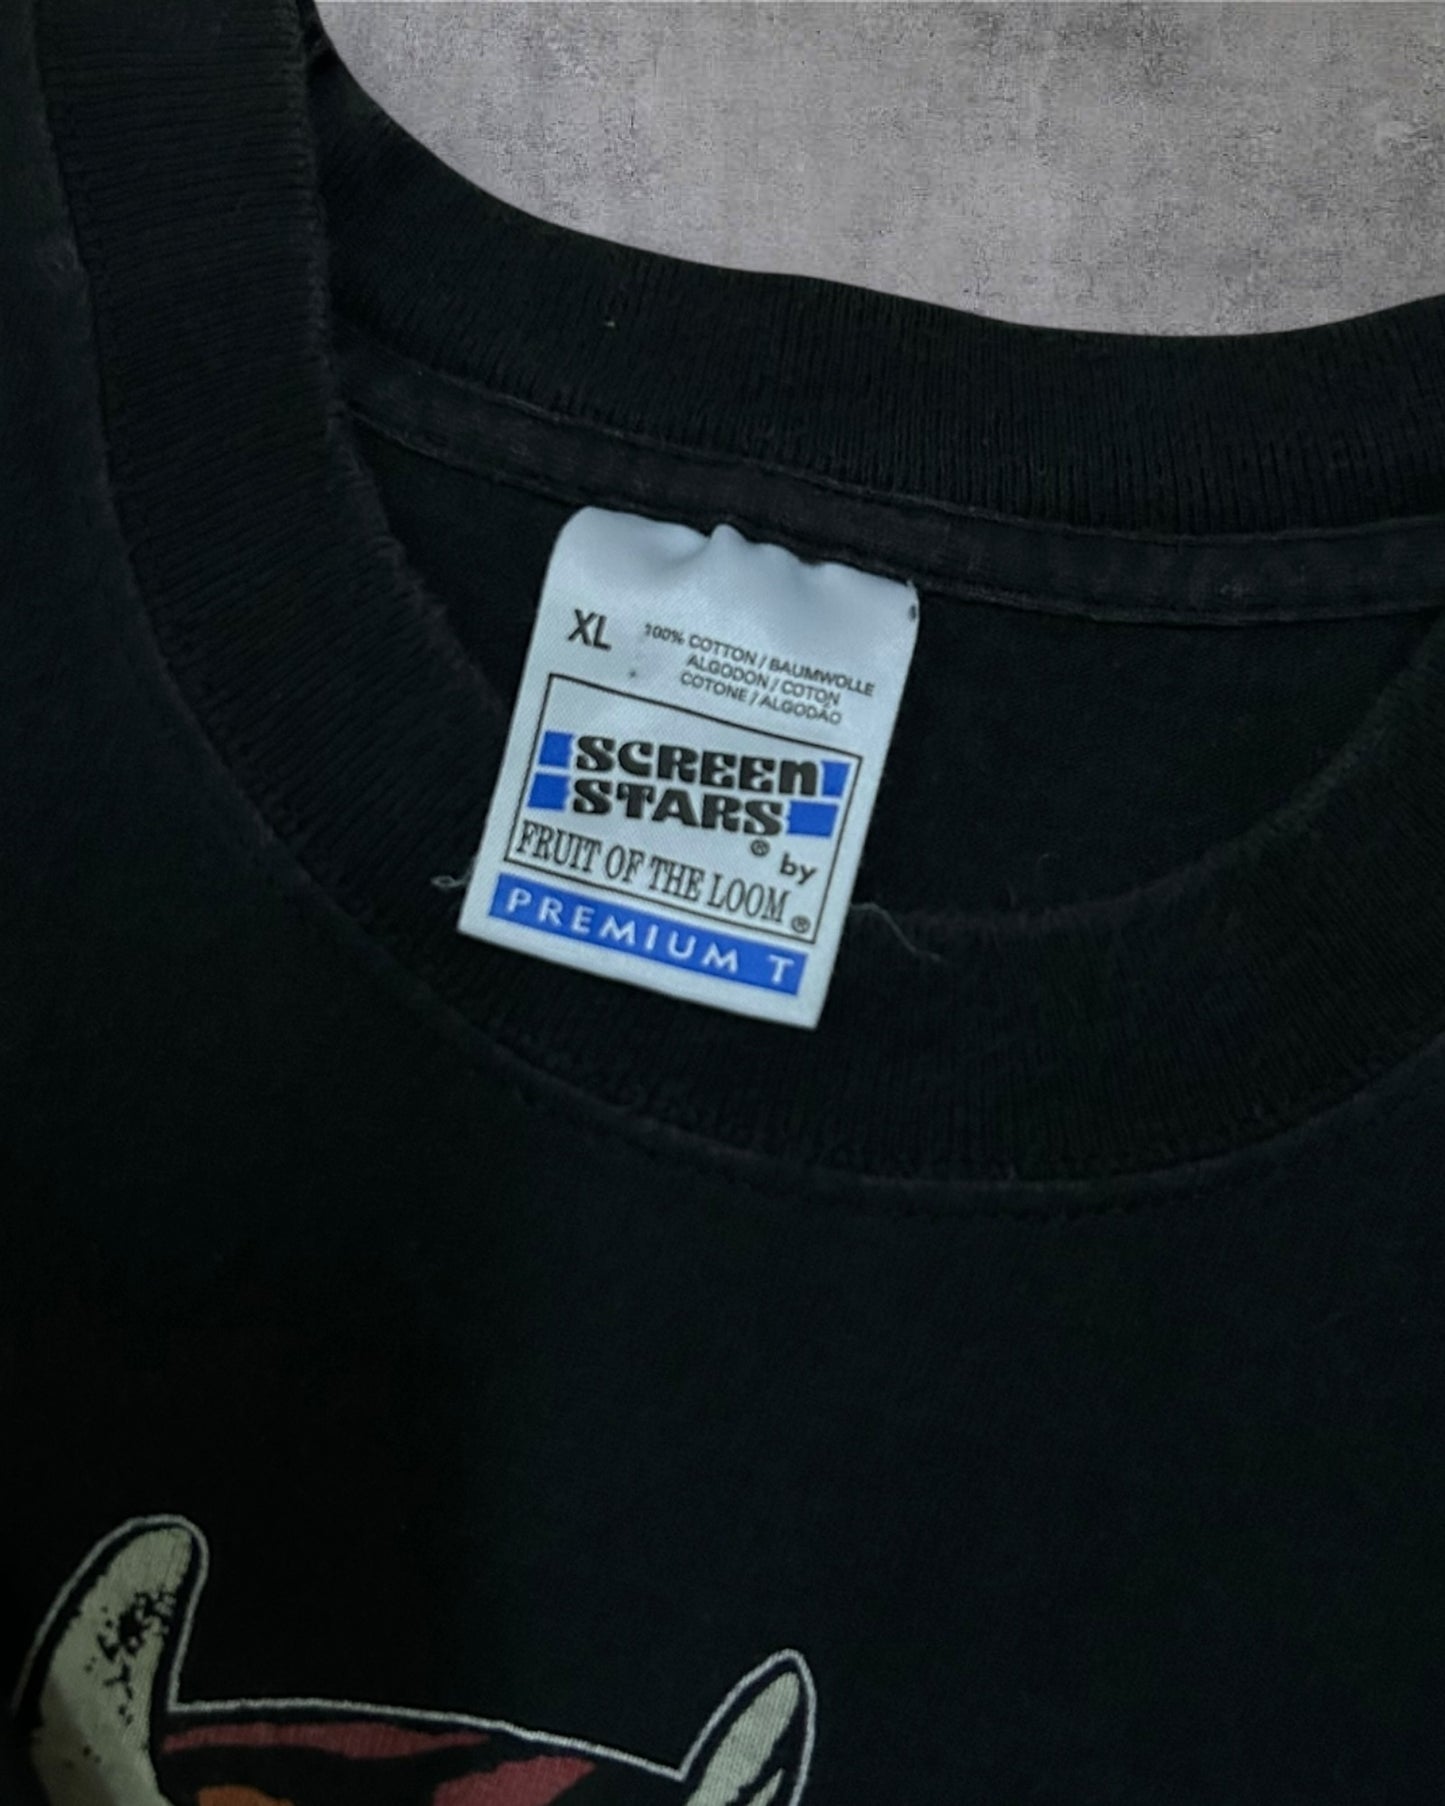 XL
100% COTTON / BAUMWOLLE
ALGODON / COTON
COTONE / ALGODÃO
SCREEN
STARS®
by
FRUIT OF THE LOOM®
PREMIUM T